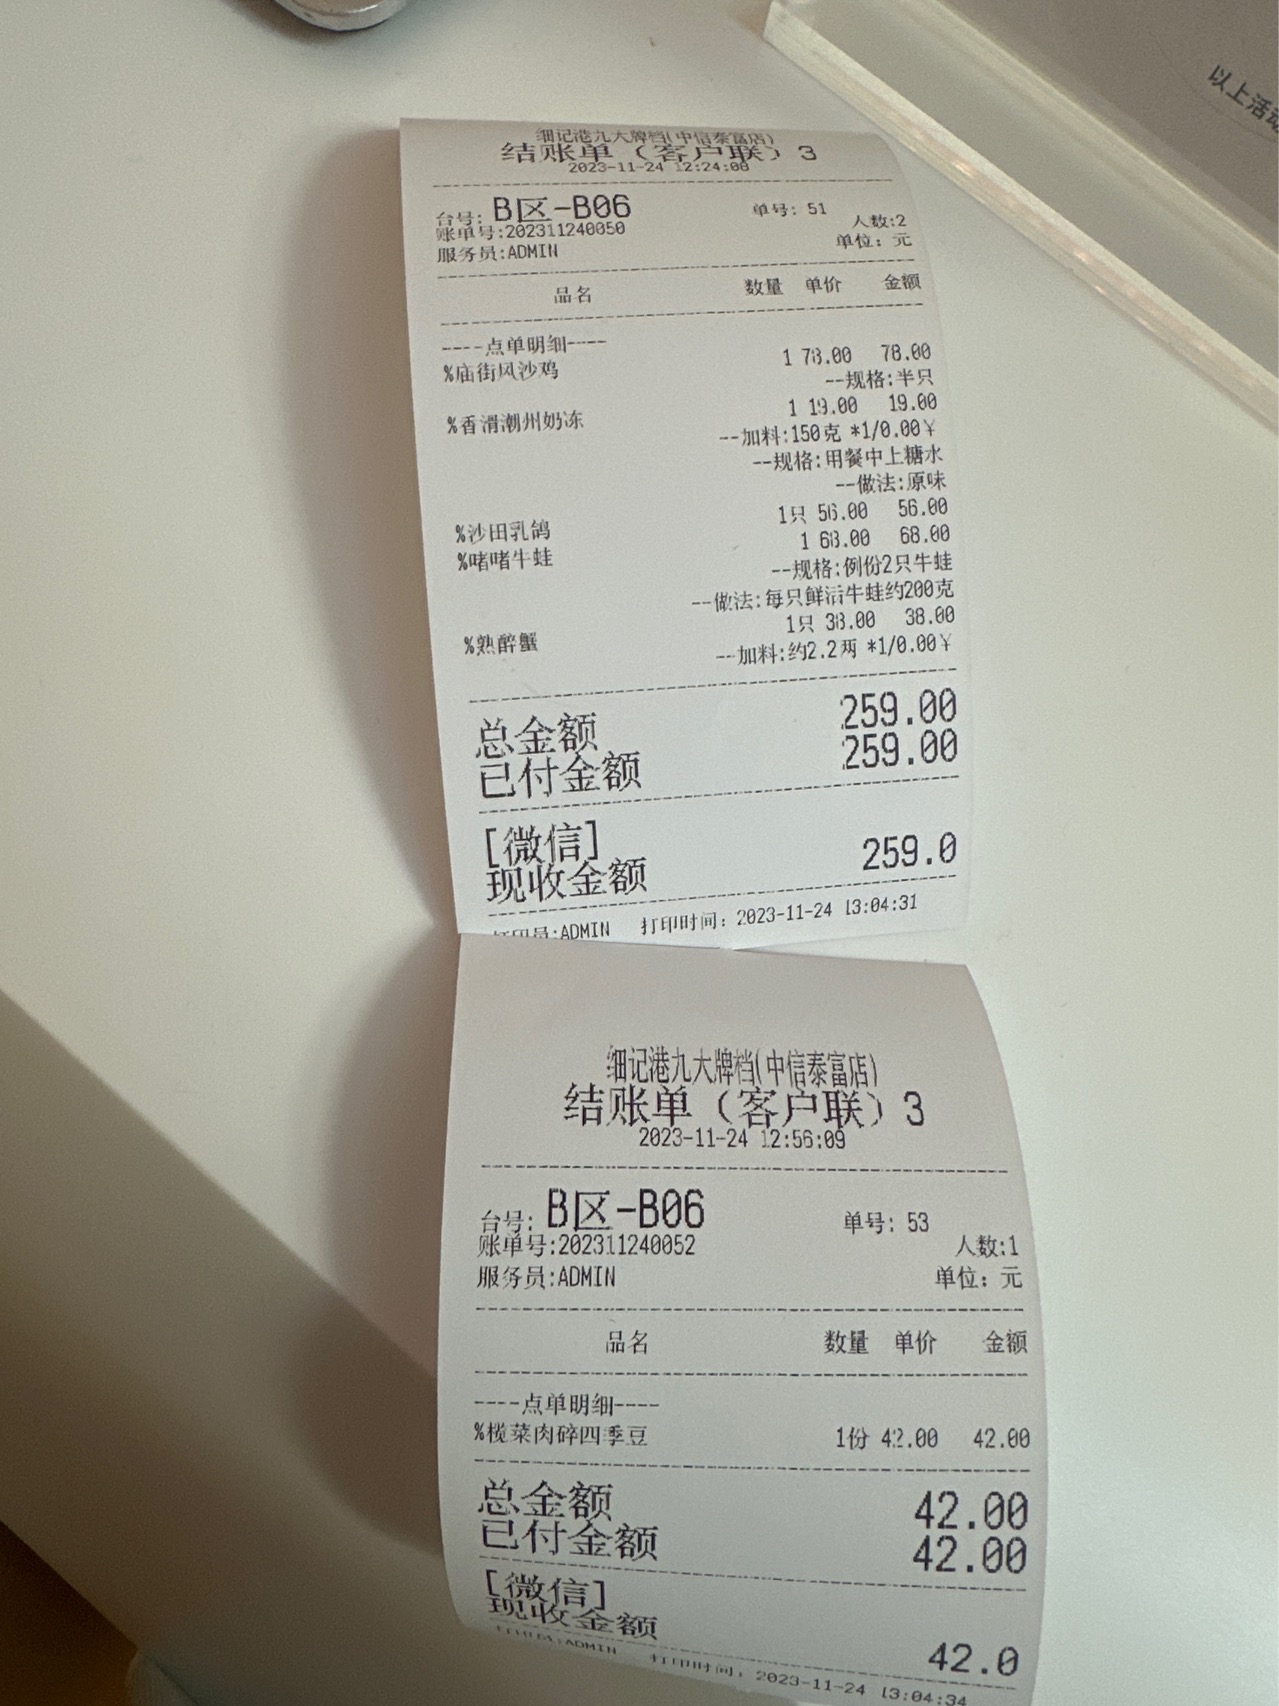 以上活动
细记港九大牌档(中信泰富店)
结账单（客户联）3
2023-11-24 12:24:08
台号: B区-B06 单号: 51
账单号:202311240050 人数:2
服务员:ADMIN 单位: 元
品名 数量 单价 金额
----点单明细----
%庙街风沙鸡 1 78.00 78.00
--规格:半只
%香滑潮州奶冻 1 19.00 19.00
--加料:150克 *1/0.00¥
--规格:用餐中上糖水
--做法:原味
%沙田乳鸽 1只 56.00 56.00
%啫啫牛蛙 1 68.00 68.00
--规格:例份2只牛蛙
--做法:每只鲜活牛蛙约200克
%熟醉蟹 1只 38.00 38.00
--加料:约2.2两 *1/0.00¥
总金额 259.00
已付金额 259.00
[微信]
现收金额 259.0
打印员:ADMIN 打印时间: 2023-11-24 13:04:31
细记港九大牌档(中信泰富店)
结账单（客户联）3
2023-11-24 12:56:09
台号: B区-B06 单号: 53
账单号:202311240052 人数:1
服务员:ADMIN 单位: 元
品名 数量 单价 金额
----点单明细----
%榄菜肉碎四季豆 1份 42.00 42.00
总金额 42.00
已付金额 42.00
[微信]
现收金额 42.0
打印员:ADMIN 打印时间: 2023-11-24 13:04:34